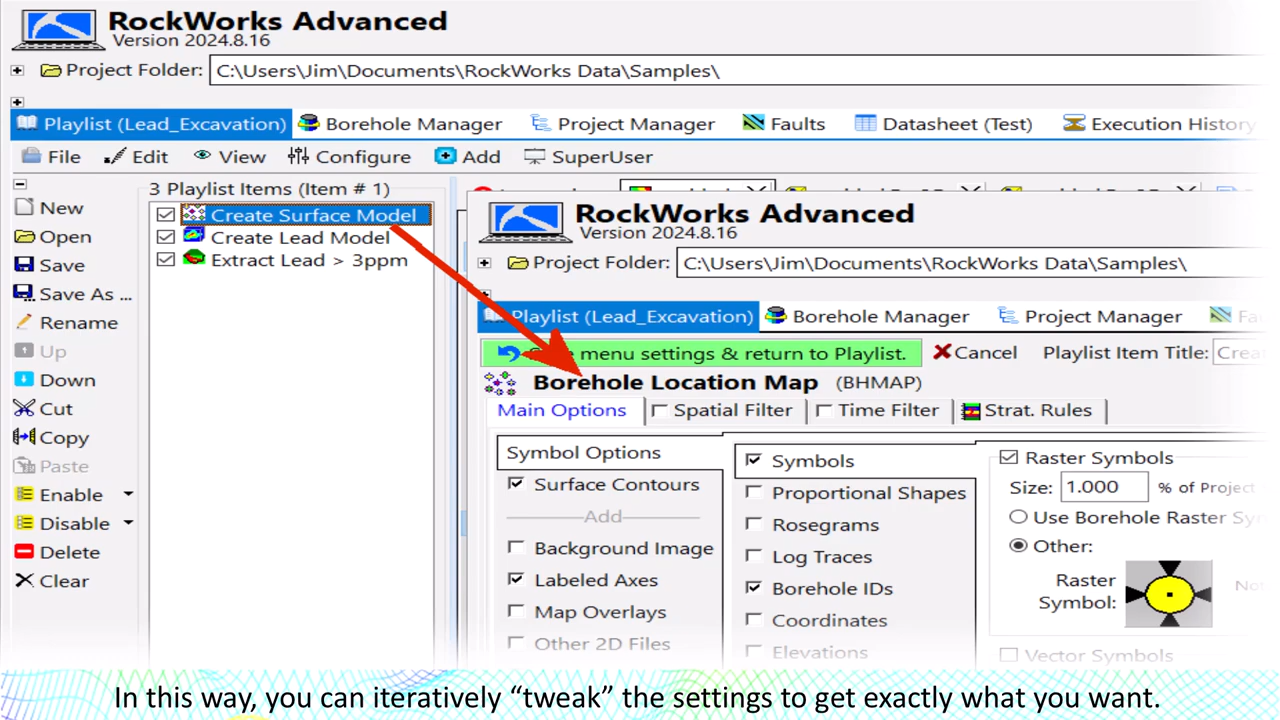 RockWorks Advanced
Version 2024.8.16
Project Folder: C:\Users\Jim\Documents\RockWorks Data\Samples\
Playlist (Lead_Excavation) Borehole Manager Project Manager Faults Datasheet (Test) Execution History
File Edit View Configure Add SuperUser
3 Playlist Items (Item # 1)
New
Open
Save
Save As ...
Rename
Up
Down
Cut
Copy
Paste
Enable
Disable
Delete
Clear
Create Surface Model
Create Lead Model
Extract Lead > 3ppm
RockWorks Advanced
Version 2024.8.16
Project Folder: C:\Users\Jim\Documents\RockWorks Data\Samples\
Playlist (Lead_Excavation) Borehole Manager Project Manager
menu settings & return to Playlist. Cancel Playlist Item Title:
Borehole Location Map (BHMAP)
Main Options Spatial Filter Time Filter Strat. Rules
Symbol Options
Surface Contours
Add
Background Image
Labeled Axes
Map Overlays
Other 2D Files
Symbols
Proportional Shapes
Rosegrams
Log Traces
Borehole IDs
Coordinates
Elevations
Raster Symbols
Size: 1.000 % of Project
Use Borehole Raster
Other:
Raster
Symbol:
Vector Symbols
In this way, you can iteratively “tweak” the settings to get exactly what you want.